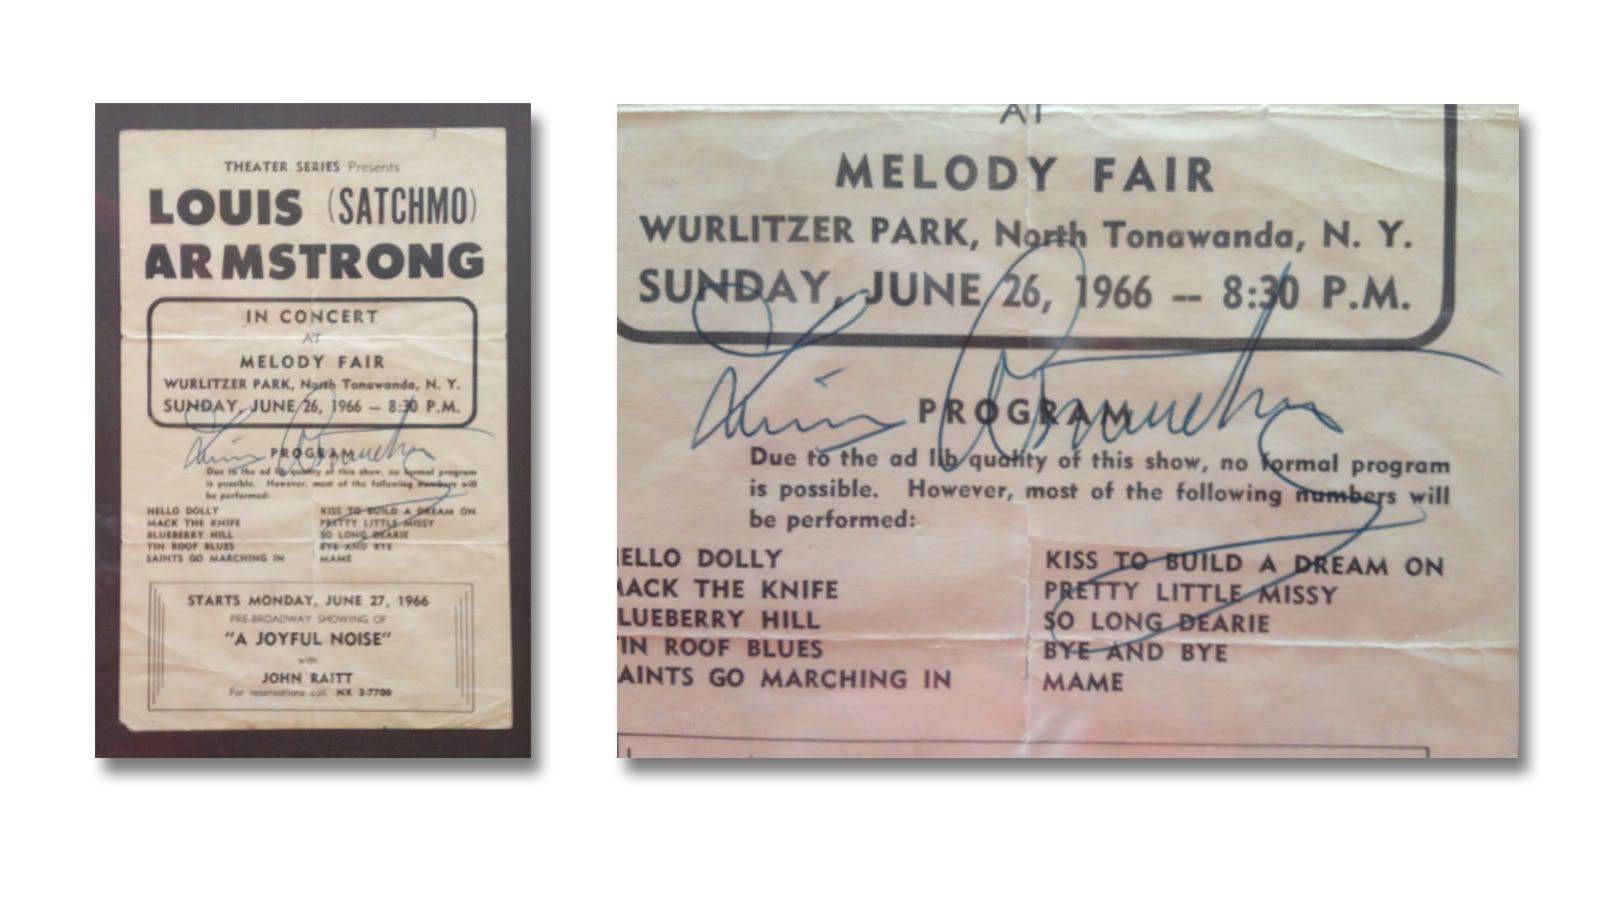 THEATER SERIES Presents
LOUIS (SATCHMO)
ARMSTRONG
IN CONCERT
AT
MELODY FAIR
WURLITZER PARK, North Tonawanda, N. Y.
SUNDAY, JUNE 26, 1966 — 8:30 P.M.
Louis Armstrong
PROGRAM
Due to the ad lib quality of this show, no formal program
is possible. However, most of the following numbers will
be performed:
HELLO DOLLY
MACK THE KNIFE
BLUEBERRY HILL
TIN ROOF BLUES
SAINTS GO MARCHING IN
KISS TO BUILD A DREAM ON
PRETTY LITTLE MISSY
SO LONG DEARIE
BYE AND BYE
MAME
STARTS MONDAY, JUNE 27, 1966
PRE-BROADWAY SHOWING OF
"A JOYFUL NOISE"
with
JOHN RAITT
For reservations call NX 3-7700
AT
MELODY FAIR
WURLITZER PARK, North Tonawanda, N. Y.
SUNDAY, JUNE 26, 1966 -- 8:30 P.M.
Louis Armstrong
PROGRAM
Due to the ad lib quality of this show, no formal program
is possible. However, most of the following numbers will
be performed:
ELLO DOLLY
ACK THE KNIFE
LUEBERRY HILL
IN ROOF BLUES
AINTS GO MARCHING IN
KISS TO BUILD A DREAM ON
PRETTY LITTLE MISSY
SO LONG DEARIE
BYE AND BYE
MAME